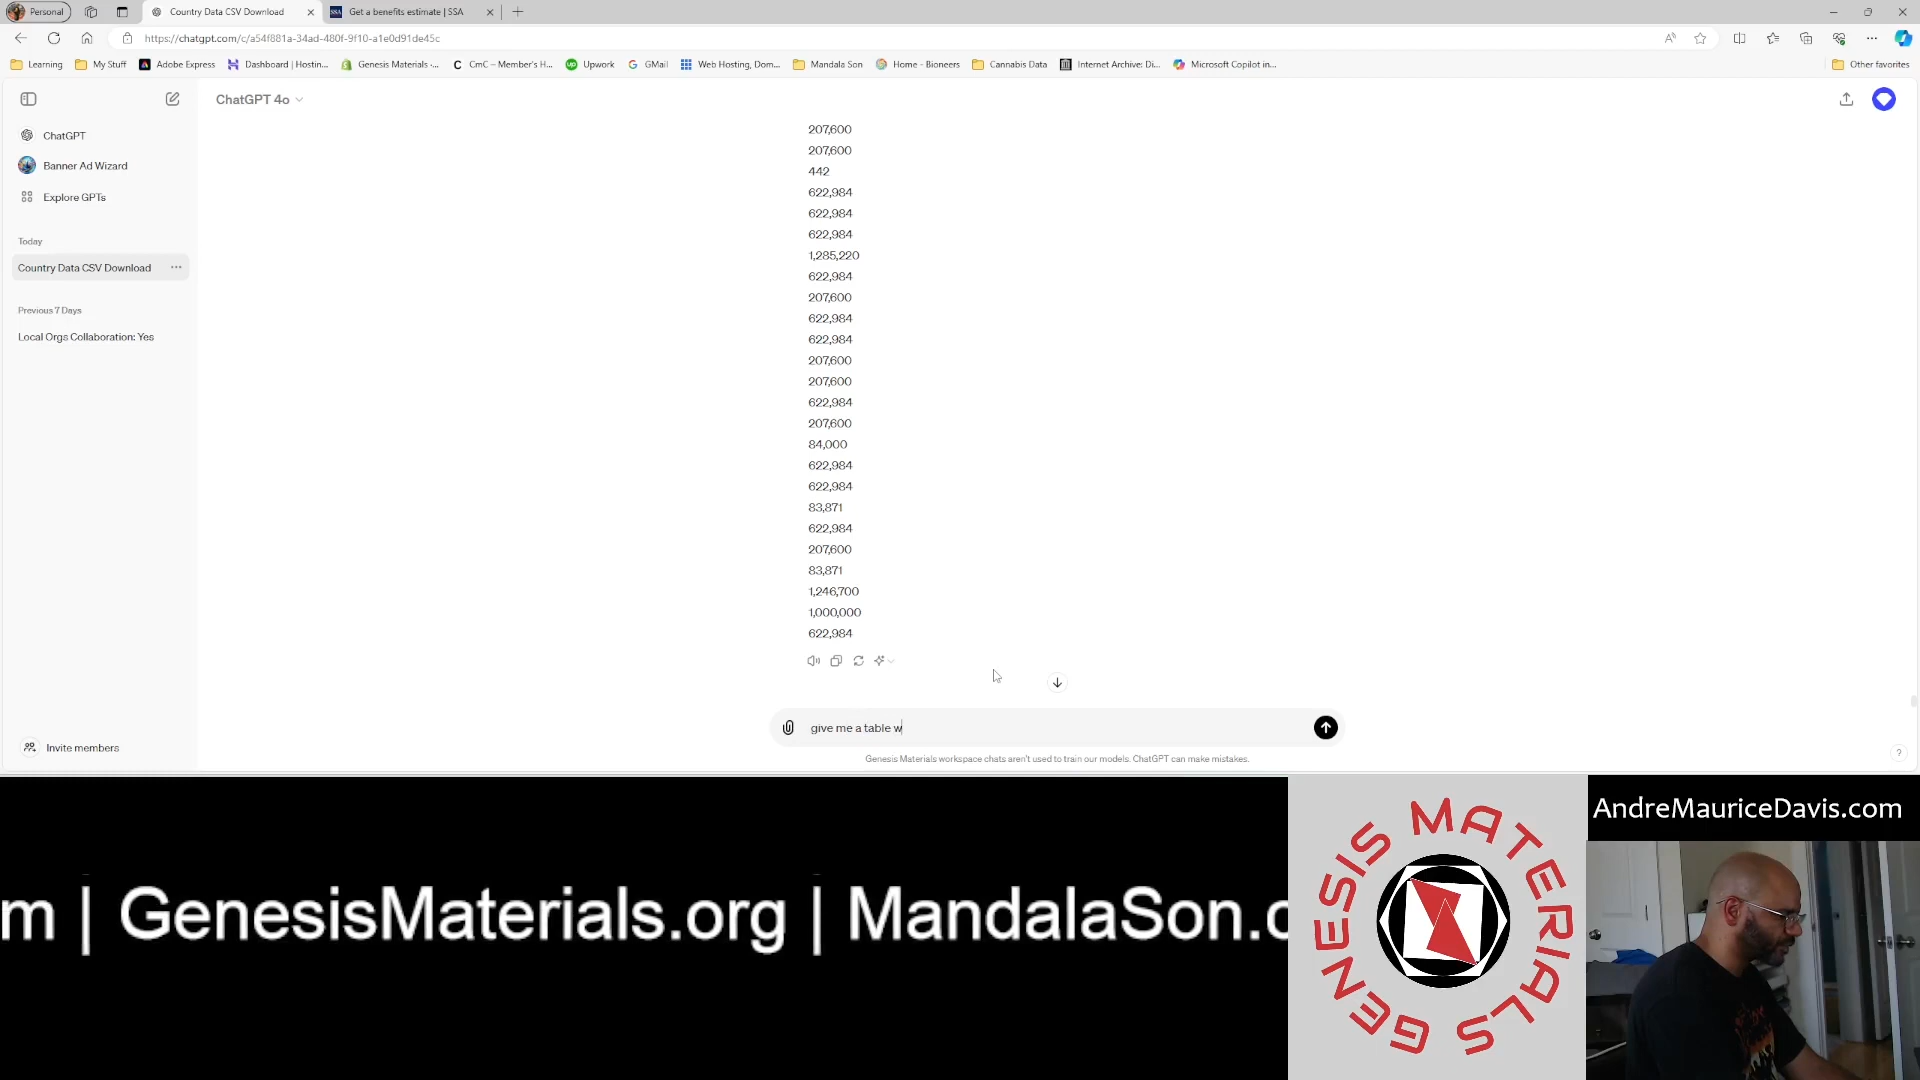 Personal
Country Data CSV Download
Get a benefits estimate | SSA
https://chatgpt.com/c/a54f881a-34ad-480f-9f10-a1e0d91de45c
Learning
My Stuff
Adobe Express
Dashboard | Hostin...
Genesis Materials -...
CmC – Member's H...
Upwork
GMail
Web Hosting, Dom...
Mandala Son
Home - Bioneers
Cannabis Data
Internet Archive: Di...
Microsoft Copilot in...
Other favorites
ChatGPT 4o
ChatGPT
Banner Ad Wizard
Explore GPTs
Today
Country Data CSV Download
Previous 7 Days
Local Orgs Collaboration: Yes
Invite members
207,600
207,600
442
622,984
622,984
622,984
1,285,220
622,984
207,600
622,984
622,984
207,600
207,600
622,984
207,600
84,000
622,984
622,984
83,871
622,984
207,600
83,871
1,246,700
1,000,000
622,984
give me a table w
Genesis Materials workspace chats aren't used to train our models. ChatGPT can make mistakes.
?
m | GenesisMaterials.org | MandalaSon.c
GENESIS MATERIALS
AndreMauriceDavis.com